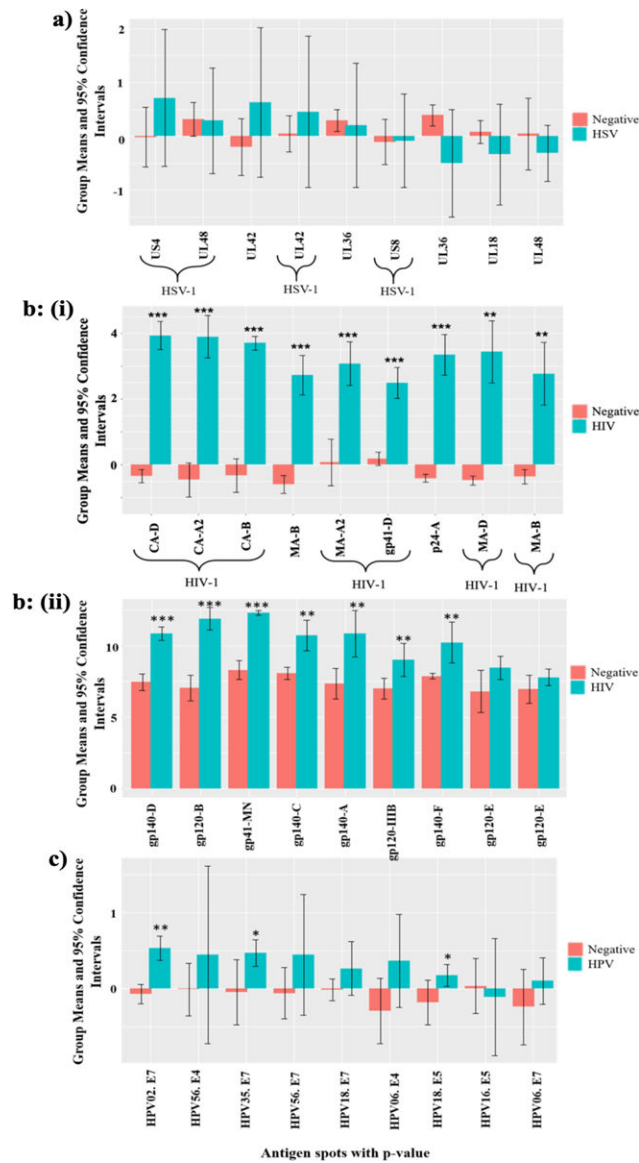 a)
Group Means and 95% Confidence
Intervals
2
1
0
-1
Negative
HSV
US4
UL48
UL42
UL42
UL36
US8
UL36
UL18
UL48
HSV-1
HSV-1
HSV-1
b: (i)
Group Means and 95% Confidence
Intervals
4
2
0
***
***
***
***
***
***
***
**
**
Negative
HIV
CA-D
CA-A2
CA-B
MA-B
MA-A2
gp41-D
p24-A
MA-D
MA-B
HIV-1
HIV-1
HIV-1
HIV-1
b: (ii)
Group Means and 95% Confidence
Intervals
10
5
0
***
***
***
**
**
**
**
Negative
HIV
gp140-D
gp120-B
gp41-MN
gp140-C
gp140-A
gp120-IIIB
gp140-F
gp120-E
gp120-E
c)
Group Means and 95% Confidence
Intervals
1
0
**
*
*
Negative
HPV
HPV02. E7
HPV56. E4
HPV35. E7
HPV56. E7
HPV18. E7
HPV06. E4
HPV18. E5
HPV16. E5
HPV06. E7
Antigen spots with p-value